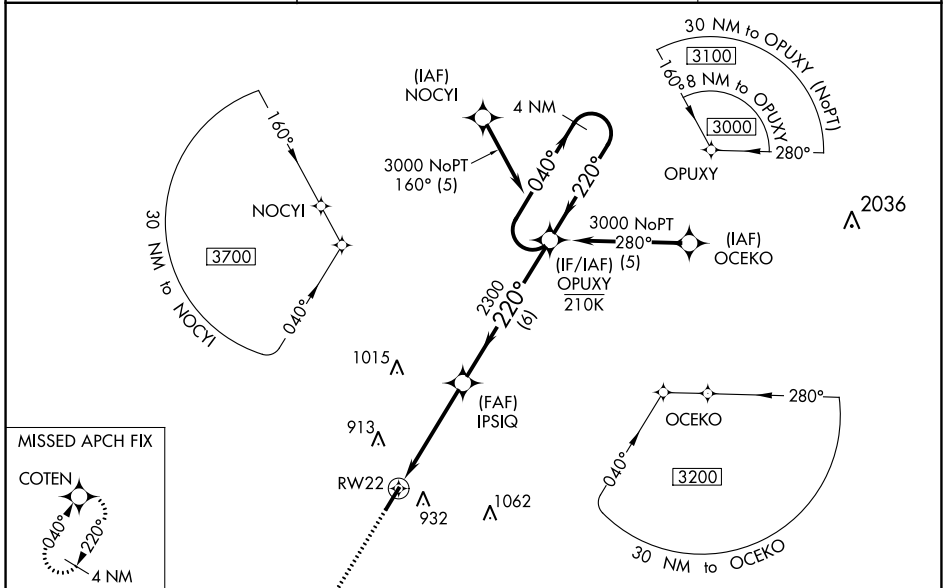 30 NM to OPUXY (NoPT)
3100
160°
8 NM to OPUXY
3000
280°
OPUXY
(IAF)
NOCYI
4 NM
3000 NoPT
160° (5)
040°
220°
160°
NOCYI
3700
040°
30 NM to NOCYI
2036
3000 NoPT
280°
(5)
(IAF)
OCEKO
(IF/IAF)
OPUXY
210K
2300
220°
(6)
1015
(FAF)
IPSIQ
913
RW22
932
1062
280°
OCEKO
040°
3200
30 NM to OCEKO
MISSED APCH FIX
COTEN
040°
220°
4 NM